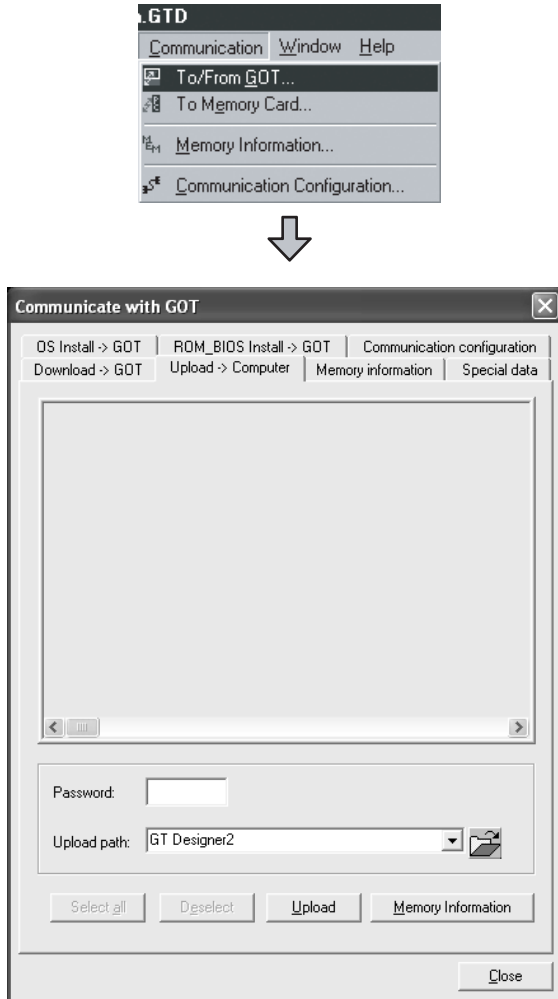 .GTD
Communication Window Help
To/From GOT...
To Memory Card...
MEM Memory Information...
Communication Configuration...
Communicate with GOT
OS Install -> GOT ROM_BIOS Install -> GOT Communication configuration
Download -> GOT Upload -> Computer Memory information Special data
Password:
Upload path: GT Designer2
Select all Deselect Upload Memory Information
Close